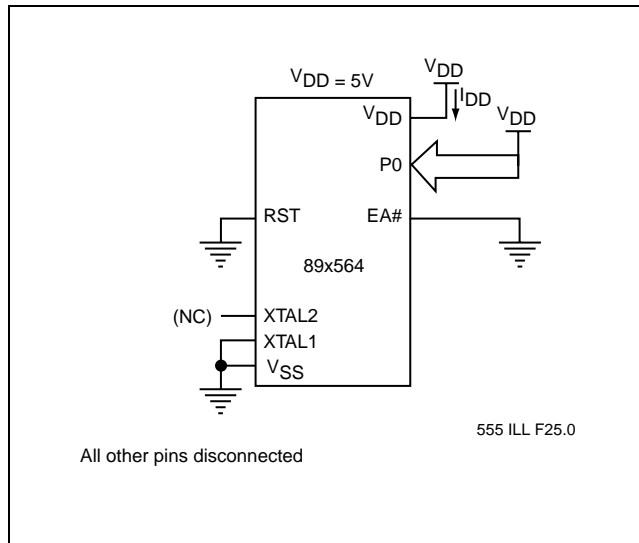 VDD = 5V
VDD
IDD
VDD
VDD
P0
RST
EA#
89x564
(NC)
XTAL2
XTAL1
VSS
555 ILL F25.0
All other pins disconnected